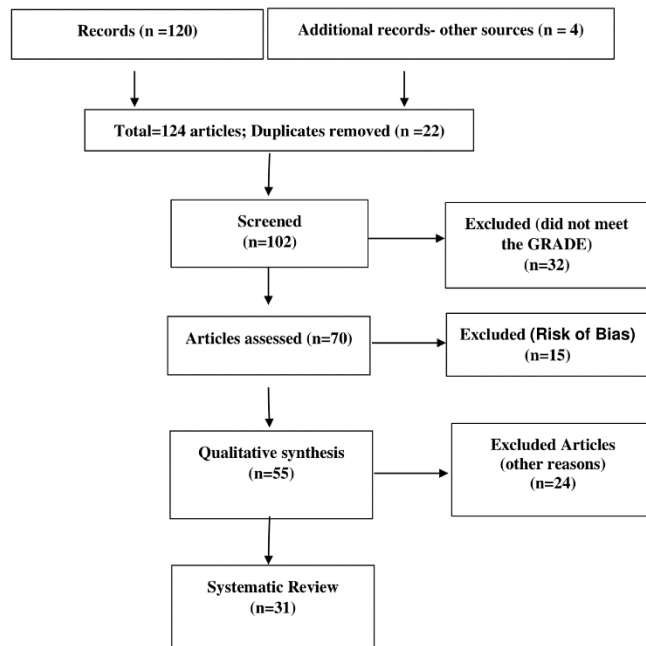 Records (n =120)
Additional records- other sources (n = 4)
Total=124 articles; Duplicates removed (n =22)
Screened
(n=102)
Excluded (did not meet
the GRADE)
(n=32)
Articles assessed (n=70)
Excluded (Risk of Bias)
(n=15)
Qualitative synthesis
(n=55)
Excluded Articles
(other reasons)
(n=24)
Systematic Review
(n=31)